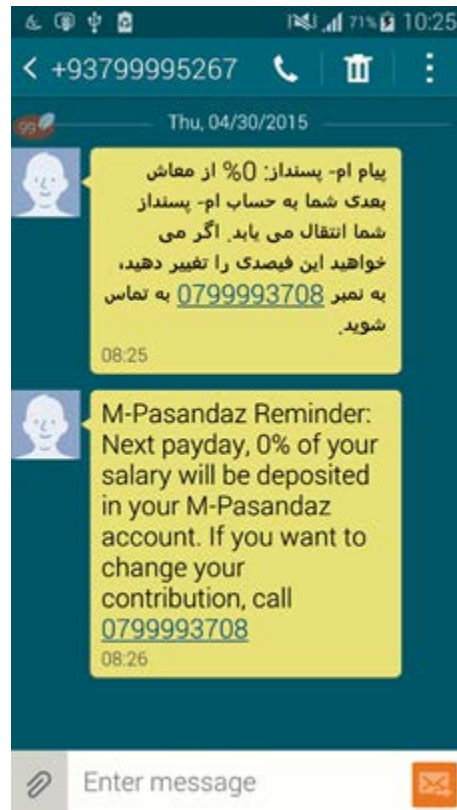 71% 10:25
+93799995267
99
Thu, 04/30/2015
پیام ام- پسنداز: 0% از معاش
بعدی شما به حساب ام- پسنداز
شما انتقال می یابد. اگر می
خواهید این فیصدی را تغییر دهید،
به نمبر 0799993708 به تماس
شوید.
08:25
M-Pasandaz Reminder:
Next payday, 0% of your
salary will be deposited
in your M-Pasandaz
account. If you want to
change your
contribution, call
0799993708
08:26
Enter message